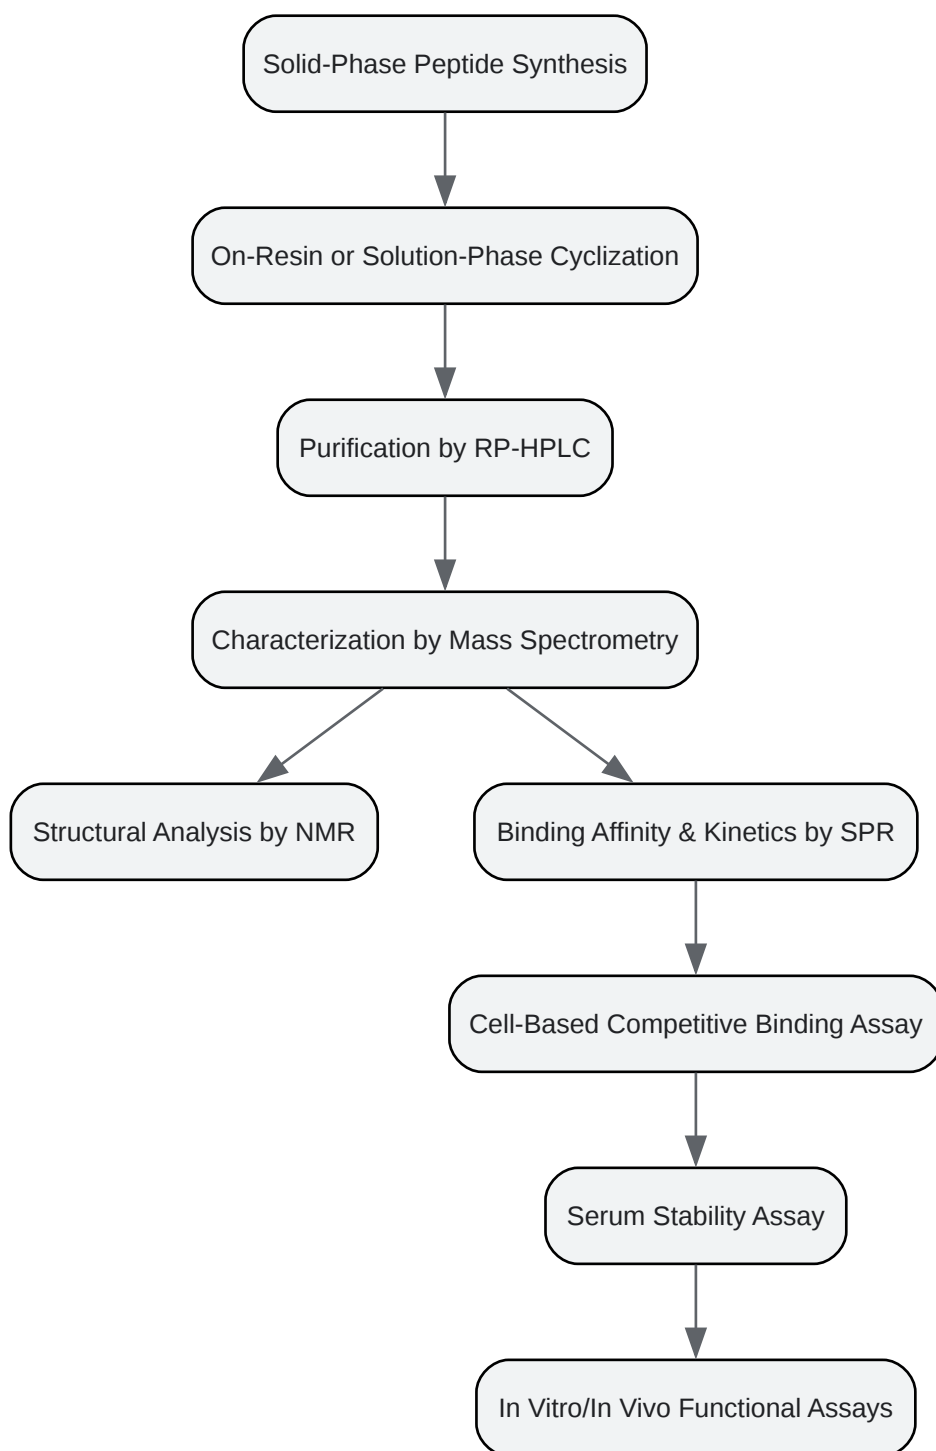 Solid-Phase Peptide Synthesis
On-Resin or Solution-Phase Cyclization
Purification by RP-HPLC
Characterization by Mass Spectrometry
Structural Analysis by NMR
Binding Affinity & Kinetics by SPR
Cell-Based Competitive Binding Assay
Serum Stability Assay
In Vitro/In Vivo Functional Assays